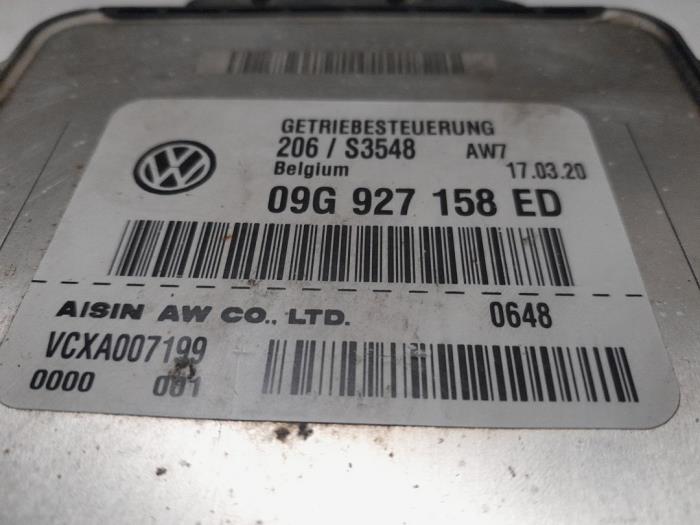 GETRIEBESTEUERUNG
206 / S3548 AW7
Belgium 17.03.20
09G 927 158 ED
AISIN AW CO., LTD. 0648
VCXA007199
0000 081